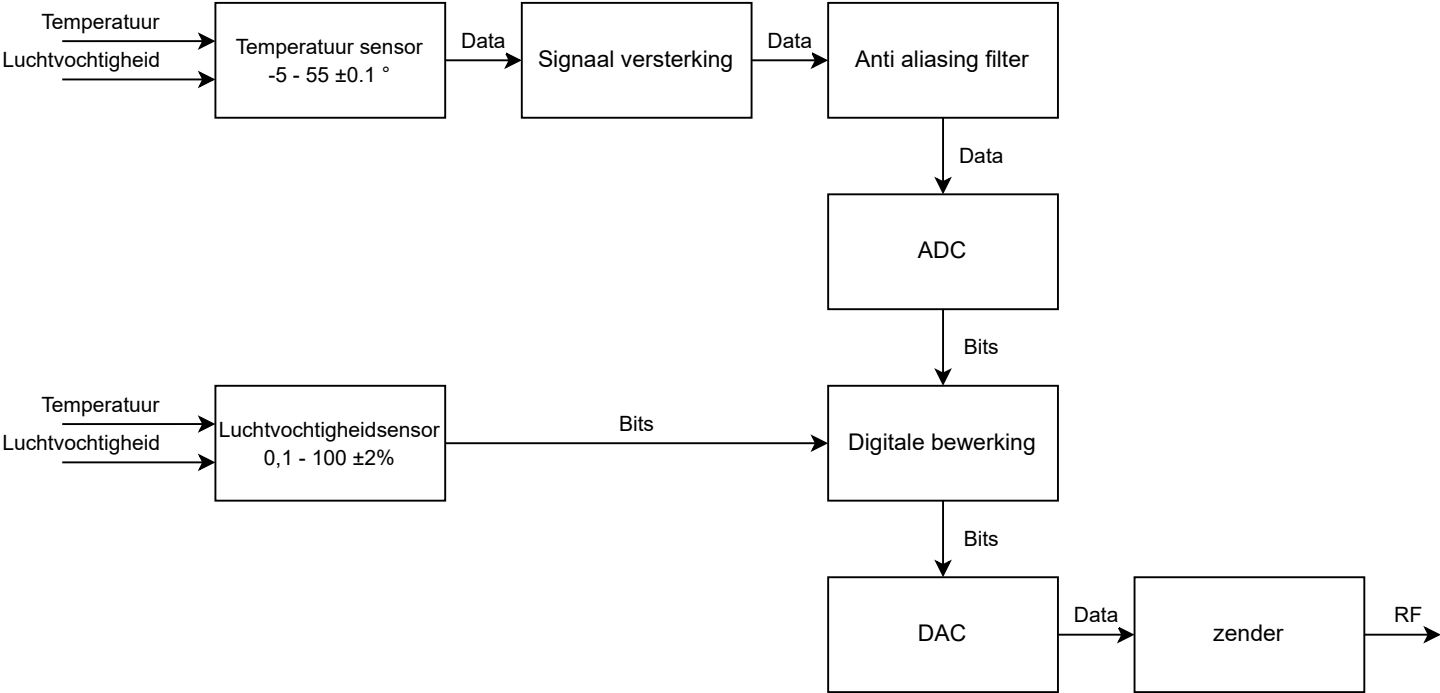 Temperatuur
Luchtvochtigheid
Temperatuur sensor
-5 - 55 ±0.1 °
Data
Signaal versterking
Data
Anti aliasing filter
Data
ADC
Bits
Temperatuur
Luchtvochtigheid
Luchtvochtigheidsensor
0,1 - 100 ±2%
Bits
Digitale bewerking
Bits
DAC
Data
zender
RF